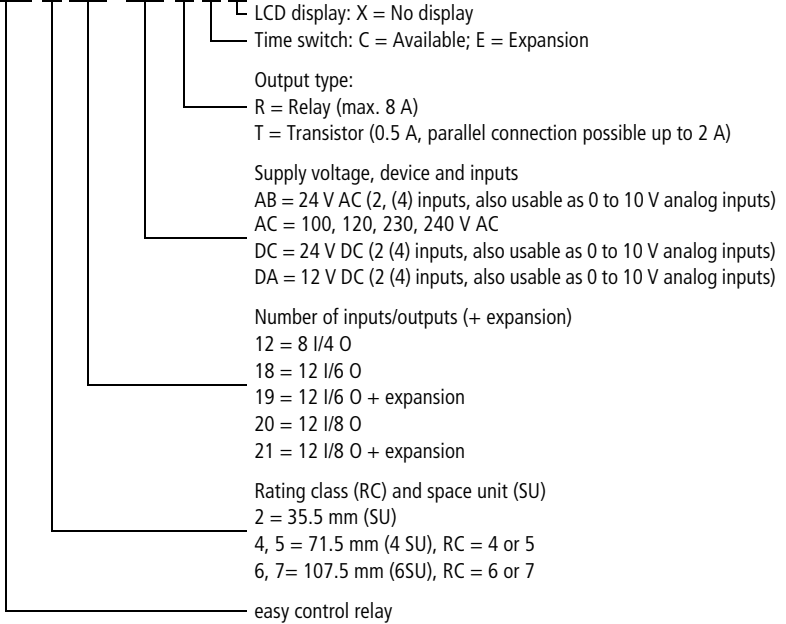 LCD display: X = No display
Time switch: C = Available; E = Expansion
Output type:
R = Relay (max. 8 A)
T = Transistor (0.5 A, parallel connection possible up to 2 A)
Supply voltage, device and inputs
AB = 24 V AC (2, (4) inputs, also usable as 0 to 10 V analog inputs)
AC = 100, 120, 230, 240 V AC
DC = 24 V DC (2 (4) inputs, also usable as 0 to 10 V analog inputs)
DA = 12 V DC (2 (4) inputs, also usable as 0 to 10 V analog inputs)
Number of inputs/outputs (+ expansion)
12 = 8 I/4 O
18 = 12 I/6 O
19 = 12 I/6 O + expansion
20 = 12 I/8 O
21 = 12 I/8 O + expansion
Rating class (RC) and space unit (SU)
2 = 35.5 mm (SU)
4, 5 = 71.5 mm (4 SU), RC = 4 or 5
6, 7= 107.5 mm (6SU), RC = 6 or 7
easy control relay